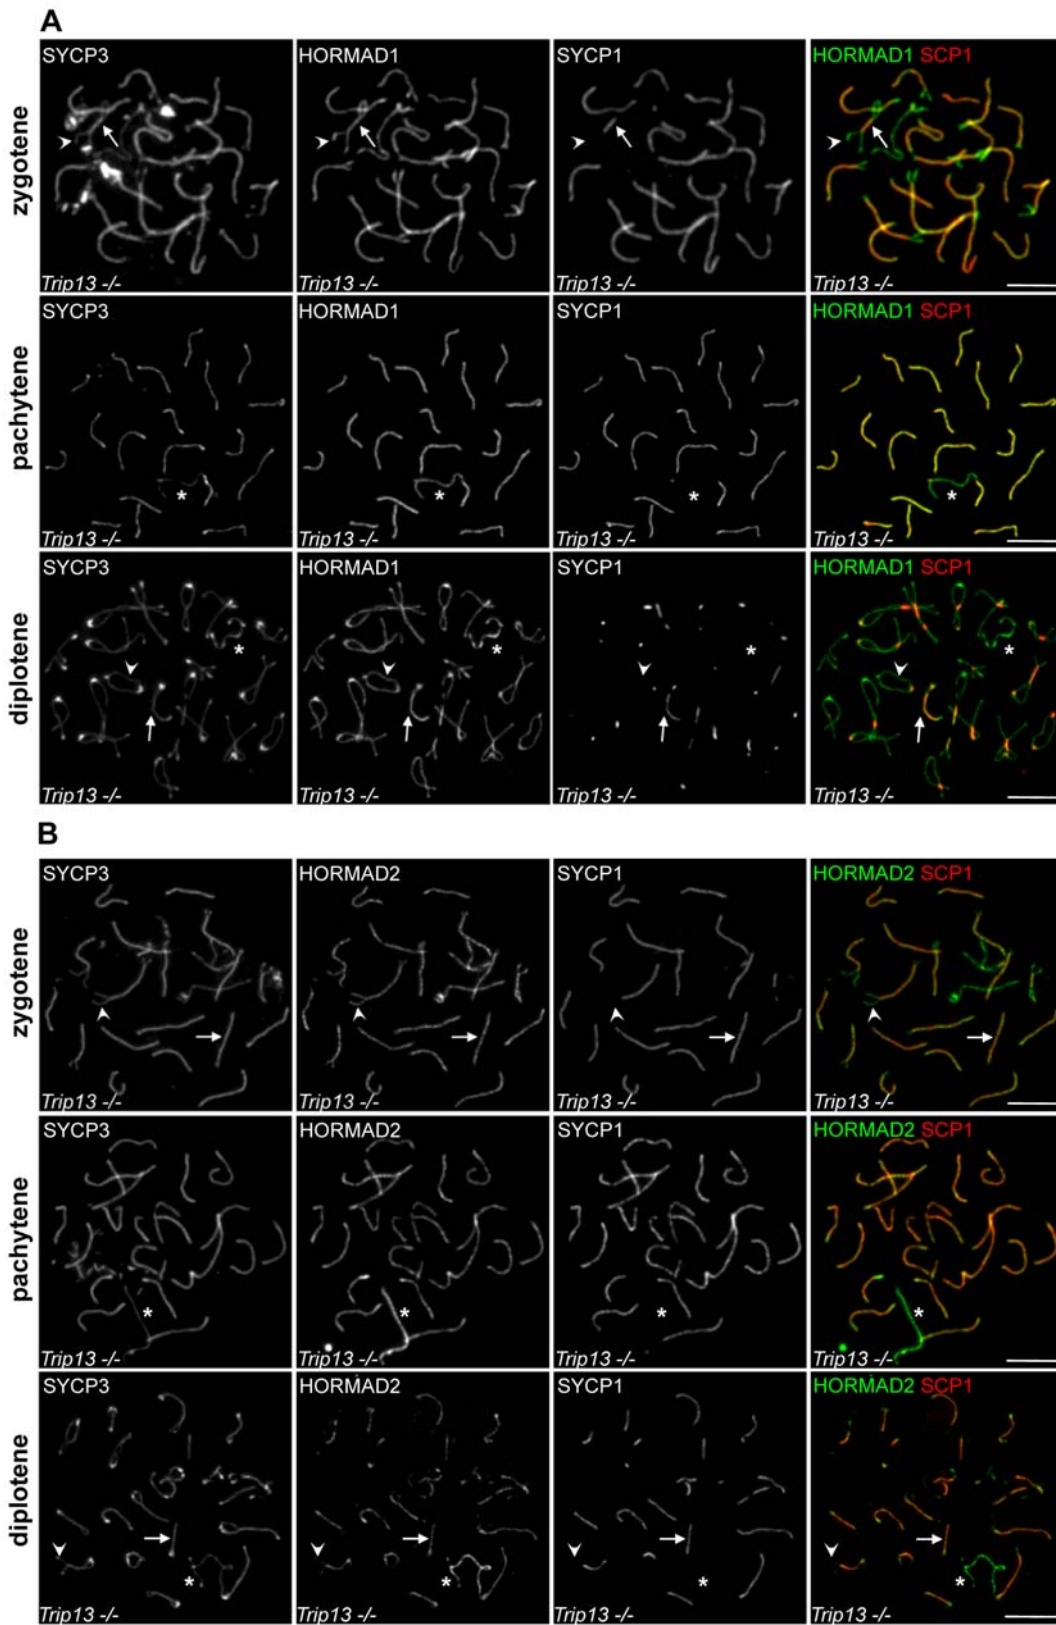 A
SYCP3 HORMAD1 SYCP1 HORMAD1 SCP1
zygotene
Trip13 -/- Trip13 -/- Trip13 -/- Trip13 -/-
SYCP3 HORMAD1 SYCP1 HORMAD1 SCP1
pachytene
* * * *
Trip13 -/- Trip13 -/- Trip13 -/- Trip13 -/-
SYCP3 HORMAD1 SYCP1 HORMAD1 SCP1
diplotene
* * * *
Trip13 -/- Trip13 -/- Trip13 -/- Trip13 -/-
B
SYCP3 HORMAD2 SYCP1 HORMAD2 SCP1
zygotene
Trip13 -/- Trip13 -/- Trip13 -/- Trip13 -/-
SYCP3 HORMAD2 SYCP1 HORMAD2 SCP1
pachytene
* * * *
Trip13 -/- Trip13 -/- Trip13 -/- Trip13 -/-
SYCP3 HORMAD2 SYCP1 HORMAD2 SCP1
diplotene
* * * *
Trip13 -/- Trip13 -/- Trip13 -/- Trip13 -/-